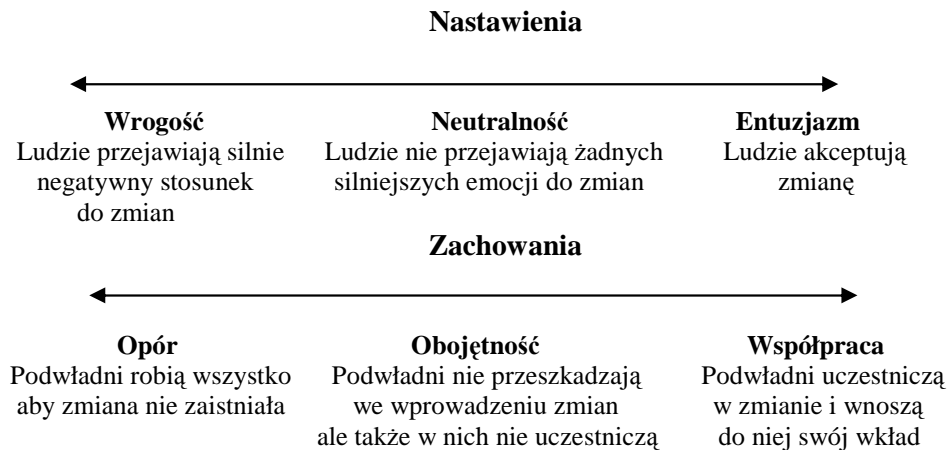 Nastawienia
Wrogość
Ludzie przejawiają silnie
negatywny stosunek
do zmian
Neutralność
Ludzie nie przejawiają żadnych
silniejszych emocji do zmian
Entuzjazm
Ludzie akceptują
zmianę
Zachowania
Opór
Podwładni robią wszystko
aby zmiana nie zaistniała
Obojętność
Podwładni nie przeszkadzają
we wprowadzeniu zmian
ale także w nich nie uczestniczą
Współpraca
Podwładni uczestniczą
w zmianie i wnoszą
do niej swój wkład